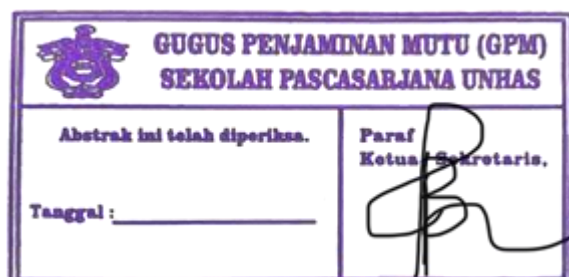 GUGUS PENJAMINAN MUTU (GPM)
SEKOLAH PASCASARJANA UNHAS
Abstrak ini telah diperiksa.
Tanggal :
Paraf
Ketua / Sekretaris,